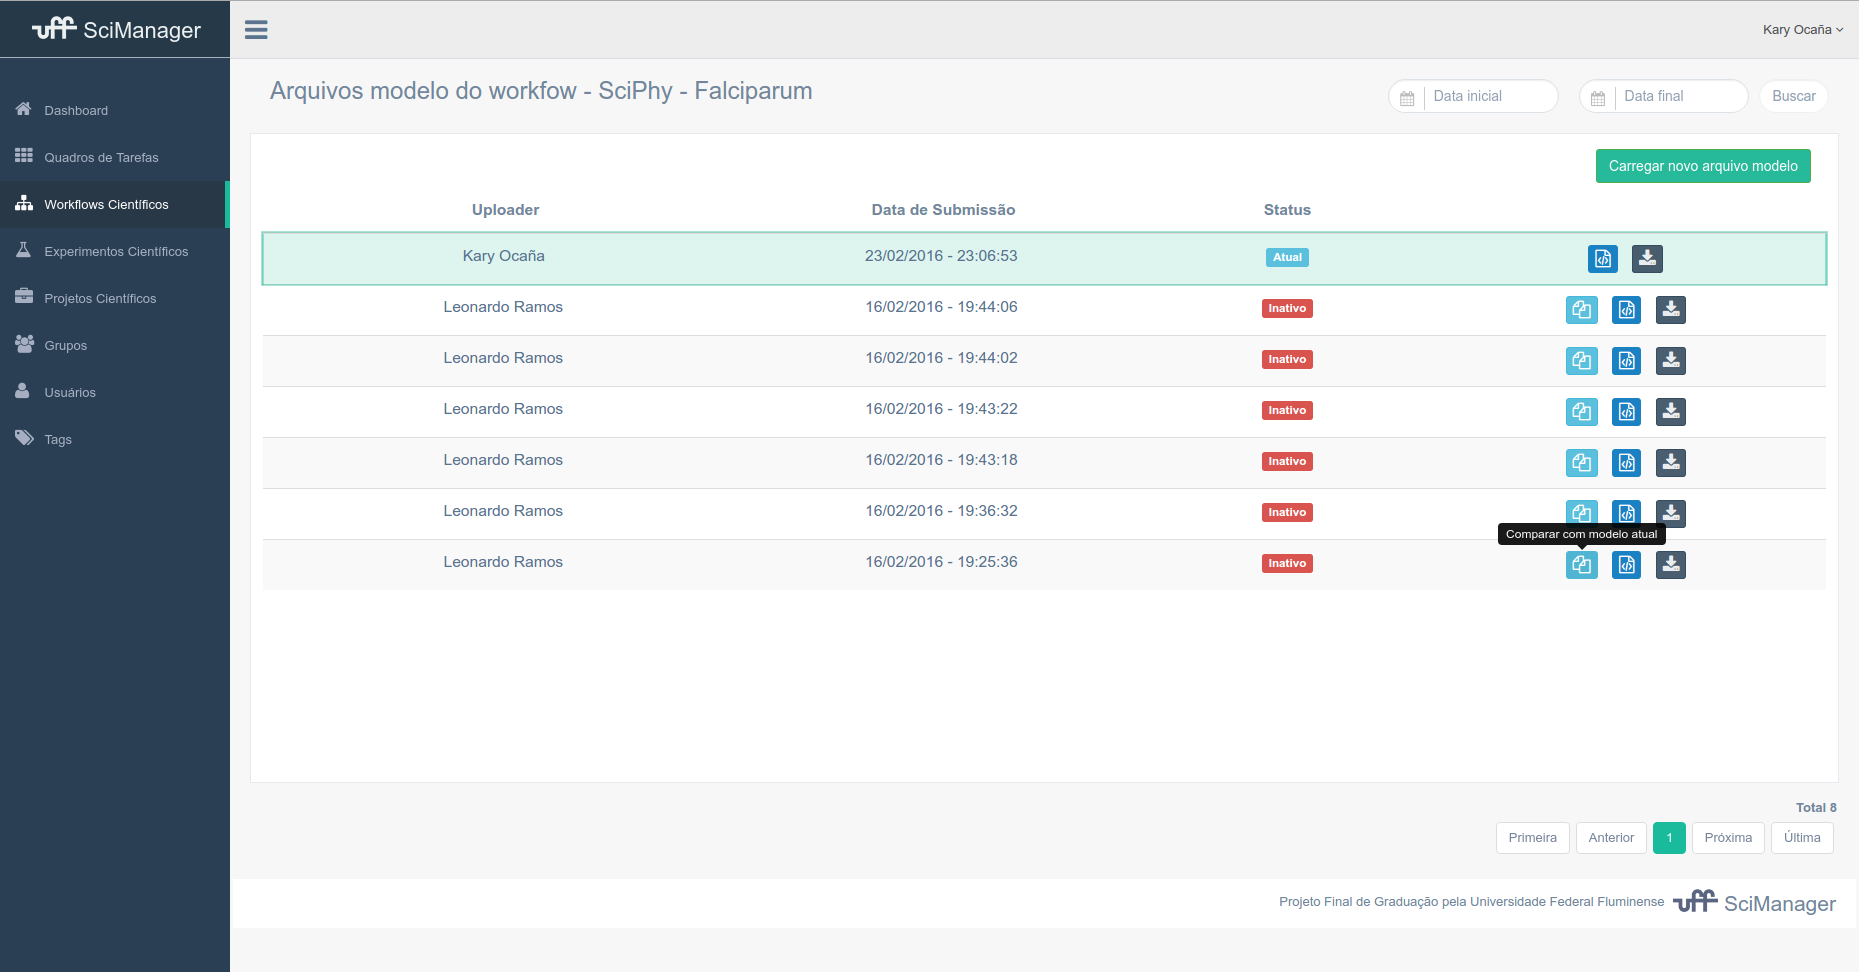 uff SciManager
Kary Ocaña
Dashboard
Quadros de Tarefas
Workflows Científicos
Experimentos Científicos
Projetos Científicos
Grupos
Usuários
Tags
Arquivos modelo do workfow - SciPhy - Falciparum
Data inicial
Data final
Buscar
Carregar novo arquivo modelo
Uploader Data de Submissão Status
Kary Ocaña 23/02/2016 - 23:06:53 Atual
Leonardo Ramos 16/02/2016 - 19:44:06 Inativo
Leonardo Ramos 16/02/2016 - 19:44:02 Inativo
Leonardo Ramos 16/02/2016 - 19:43:22 Inativo
Leonardo Ramos 16/02/2016 - 19:43:18 Inativo
Leonardo Ramos 16/02/2016 - 19:36:32 Inativo
Comparar com modelo atual
Leonardo Ramos 16/02/2016 - 19:25:36 Inativo
Total 8
Primeira Anterior 1 Próxima Última
Projeto Final de Graduação pela Universidade Federal Fluminense uff SciManager